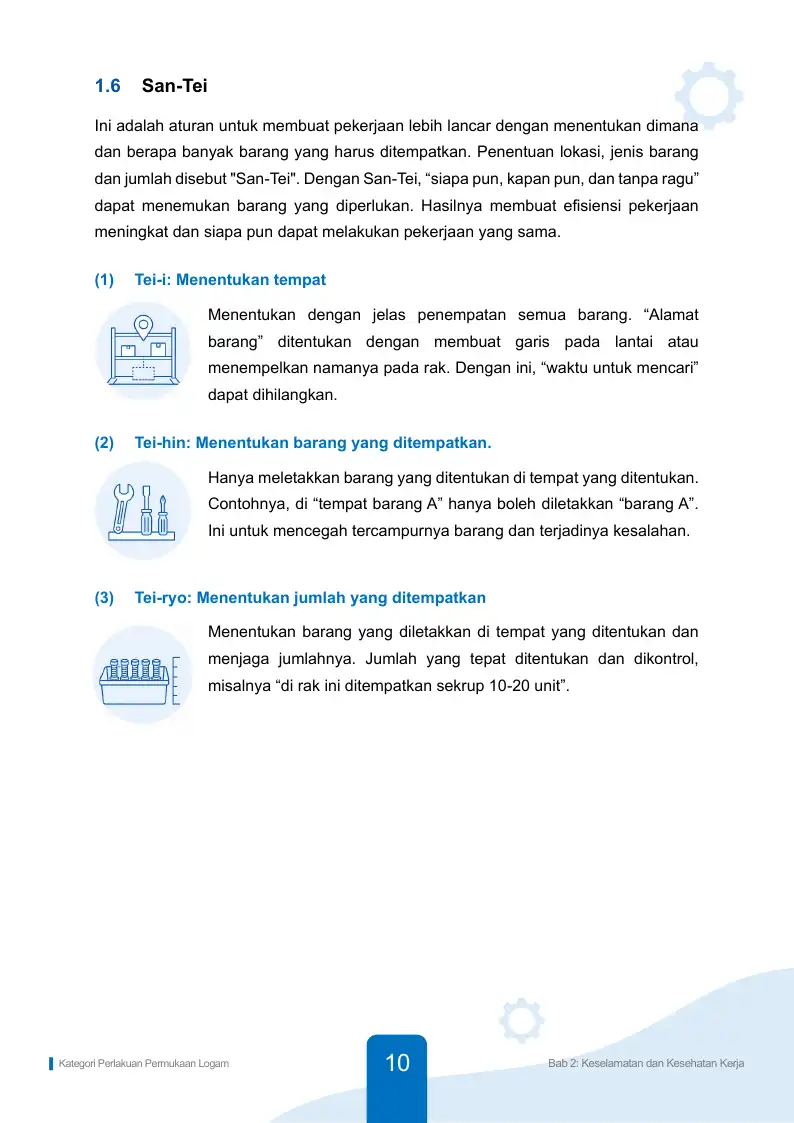 1.6 San-Tei
Ini adalah aturan untuk membuat pekerjaan lebih lancar dengan menentukan dimana
dan berapa banyak barang yang harus ditempatkan. Penentuan lokasi, jenis barang
dan jumlah disebut "San-Tei". Dengan San-Tei, “siapa pun, kapan pun, dan tanpa ragu”
dapat menemukan barang yang diperlukan. Hasilnya membuat efisiensi pekerjaan
meningkat dan siapa pun dapat melakukan pekerjaan yang sama.
(1) Tei-i: Menentukan tempat
Menentukan dengan jelas penempatan semua barang. “Alamat
barang” ditentukan dengan membuat garis pada lantai atau
menempelkan namanya pada rak. Dengan ini, “waktu untuk mencari”
dapat dihilangkan.
(2) Tei-hin: Menentukan barang yang ditempatkan.
Hanya meletakkan barang yang ditentukan di tempat yang ditentukan.
Contohnya, di “tempat barang A” hanya boleh diletakkan “barang A”.
Ini untuk mencegah tercampurnya barang dan terjadinya kesalahan.
(3) Tei-ryo: Menentukan jumlah yang ditempatkan
Menentukan barang yang diletakkan di tempat yang ditentukan dan
menjaga jumlahnya. Jumlah yang tepat ditentukan dan dikontrol,
misalnya “di rak ini ditempatkan sekrup 10-20 unit”.
Kategori Perlakuan Permukaan Logam
10
Bab 2: Keselamatan dan Kesehatan Kerja